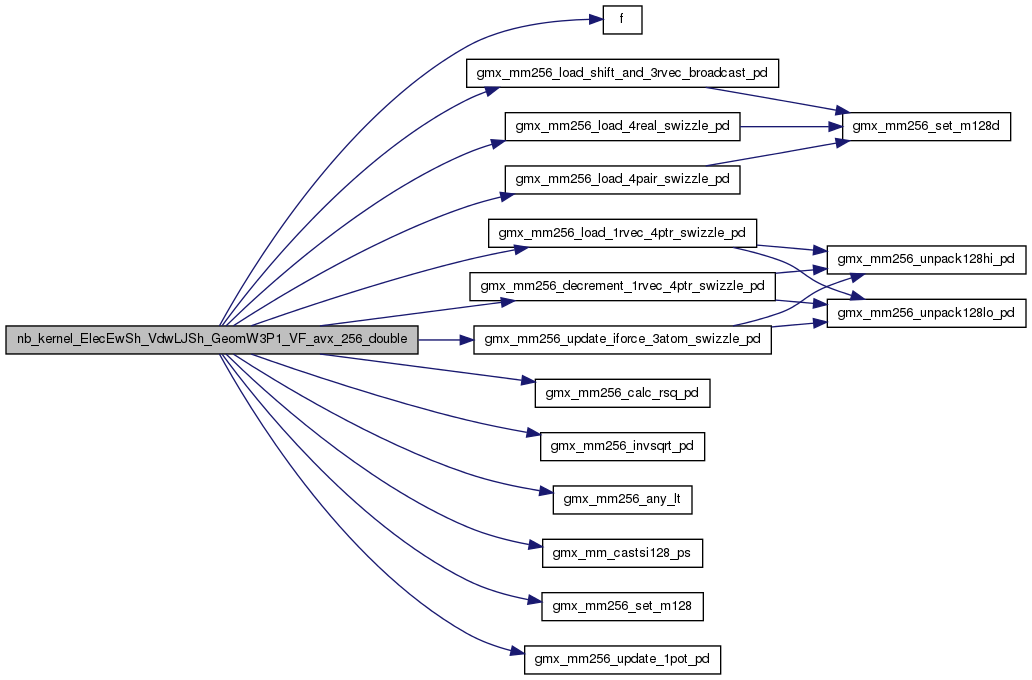 f
gmx_mm256_load_shift_and_3rvec_broadcast_pd
gmx_mm256_load_4real_swizzle_pd
gmx_mm256_set_m128d
gmx_mm256_load_4pair_swizzle_pd
gmx_mm256_load_1rvec_4ptr_swizzle_pd
gmx_mm256_unpack128hi_pd
gmx_mm256_decrement_1rvec_4ptr_swizzle_pd
gmx_mm256_unpack128lo_pd
nb_kernel_ElecEwSh_VdwLJSh_GeomW3P1_VF_avx_256_double
gmx_mm256_update_iforce_3atom_swizzle_pd
gmx_mm256_calc_rsq_pd
gmx_mm256_invsqrt_pd
gmx_mm256_any_lt
gmx_mm_castsi128_ps
gmx_mm256_set_m128
gmx_mm256_update_1pot_pd